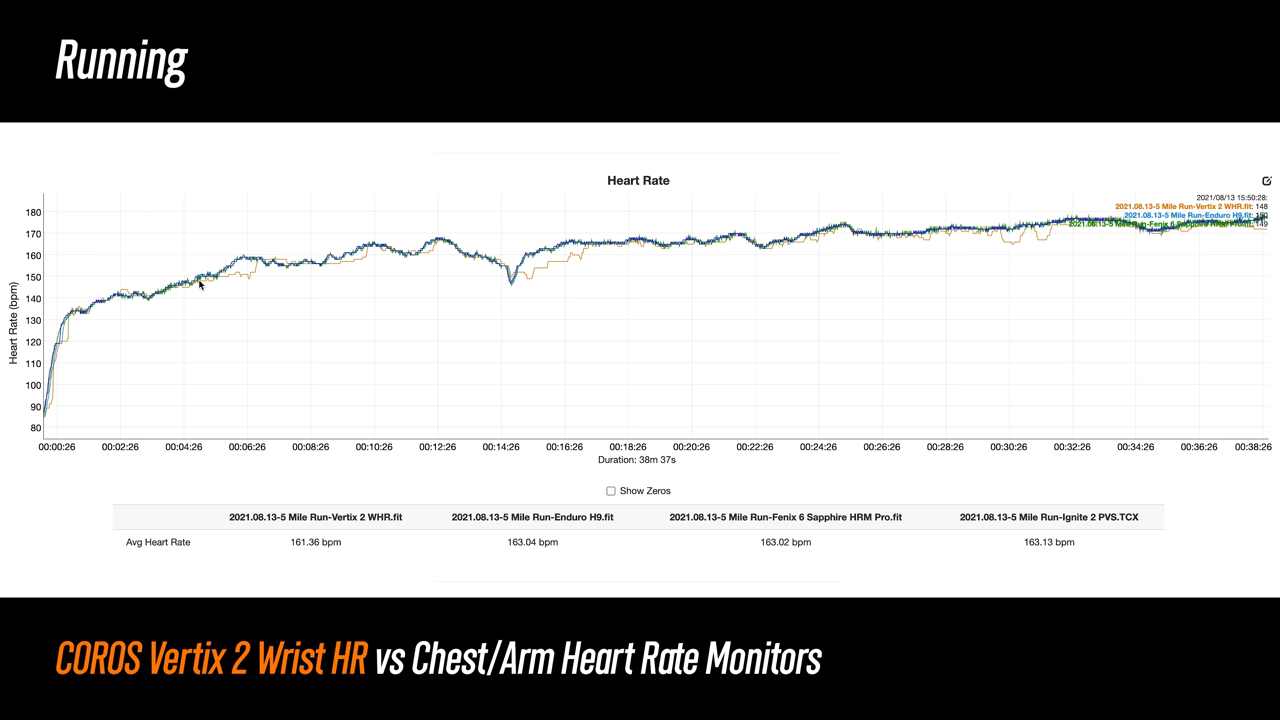 Running
Heart Rate
2021/08/13 15:50:28:
2021.08.13-5 Mile Run-Vertix 2 WHR.fit: 148
2021.08.13-5 Mile Run-Enduro H9.fit: 150
180
170
160
150
140
130
120
110
100
90
80
Heart Rate (bpm)
00:00:26 00:02:26 00:04:26 00:06:26 00:08:26 00:10:26 00:12:26 00:14:26 00:16:26 00:18:26 00:20:26 00:22:26 00:24:26 00:26:26 00:28:26 00:30:26 00:32:26 00:34:26 00:36:26 00:38:26
Duration: 38m 37s
Show Zeros
2021.08.13-5 Mile Run-Vertix 2 WHR.fit 2021.08.13-5 Mile Run-Enduro H9.fit 2021.08.13-5 Mile Run-Fenix 6 Sapphire HRM Pro.fit 2021.08.13-5 Mile Run-Ignite 2 PVS.TCX
Avg Heart Rate 161.36 bpm 163.04 bpm 163.02 bpm 163.13 bpm
COROS Vertix 2 Wrist HR vs Chest/Arm Heart Rate Monitors